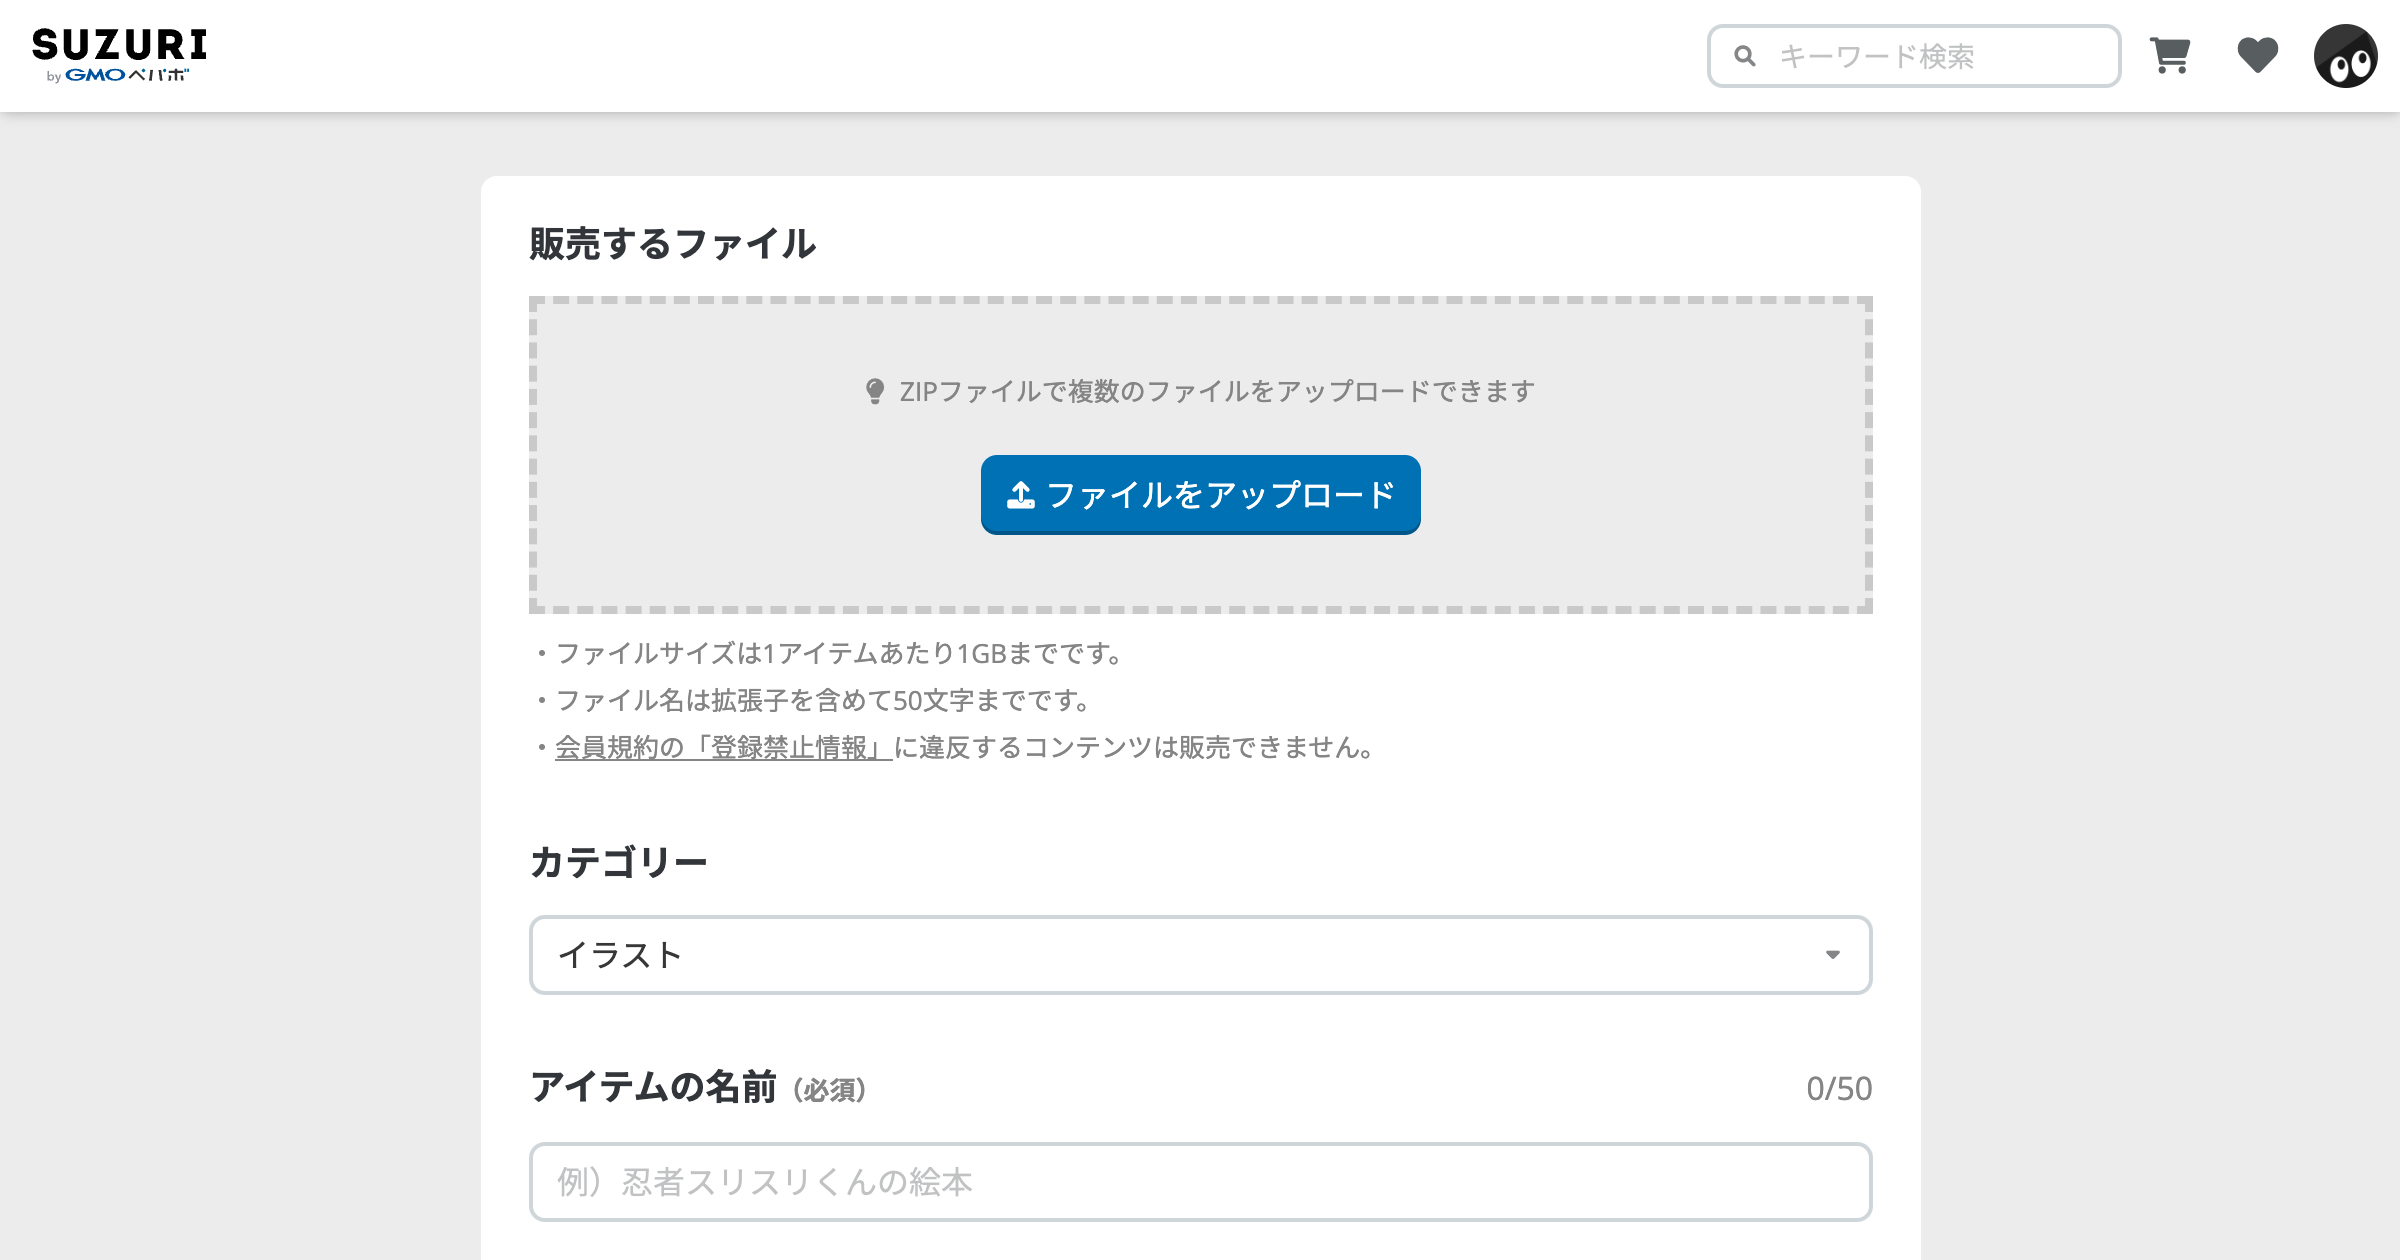 SUZURI
by GMOペパボ
キーワード検索
販売するファイル
ZIPファイルで複数のファイルをアップロードできます
ファイルをアップロード
・ファイルサイズは1アイテムあたり1GBまでです。
・ファイル名は拡張子を含めて50文字までです。
・会員規約の「登録禁止情報」に違反するコンテンツは販売できません。
カテゴリー
イラスト
アイテムの名前（必須） 0/50
例）忍者スリスリくんの絵本